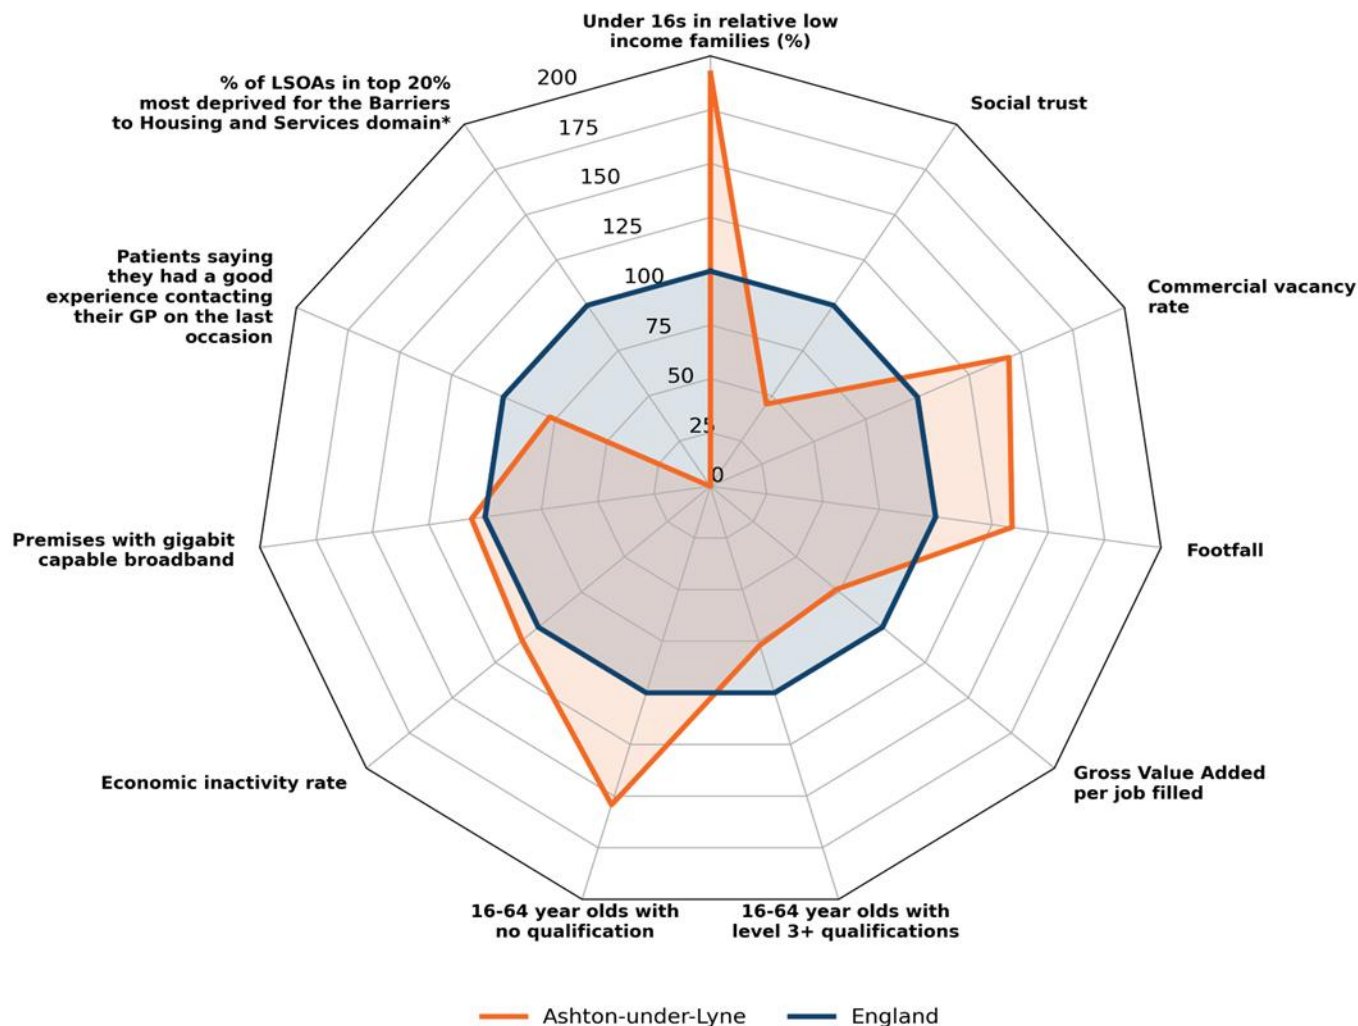 Under 16s in relative low
income families (%)
% of LSOAs in top 20%
most deprived for the Barriers
to Housing and Services domain*
200
Social trust
175
150
125
Patients saying
they had a good
experience contacting
their GP on the last
occasion
100
Commercial vacancy
rate
75
50
25
0
Premises with gigabit
capable broadband
Footfall
Economic inactivity rate
Gross Value Added
per job filled
16-64 year olds with
no qualification
16-64 year olds with
level 3+ qualifications
Ashton-under-Lyne
England